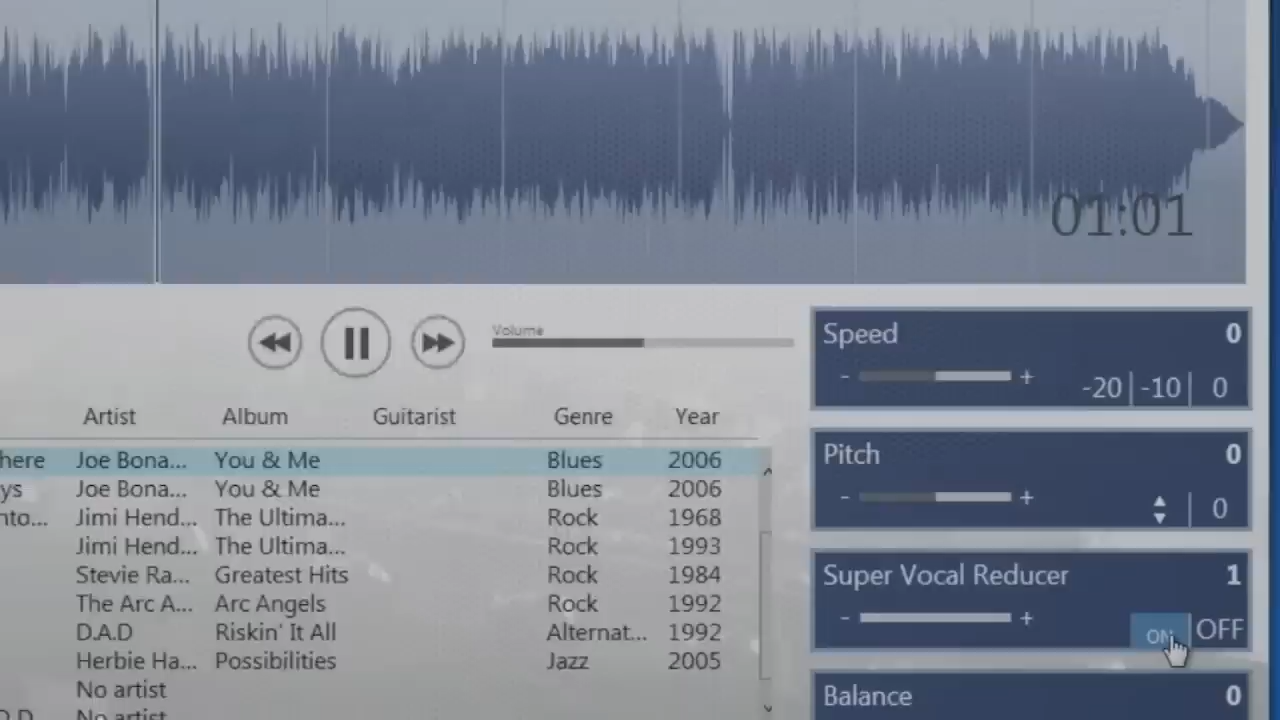 01:01
Volume
Artist Album Guitarist Genre Year
here Joe Bona... You & Me Blues 2006
ys Joe Bona... You & Me Blues 2006
nto... Jimi Hend... The Ultima... Rock 1968
Jimi Hend... The Ultima... Rock 1993
Stevie Ra... Greatest Hits Rock 1984
The Arc A... Arc Angels Rock 1992
D.A.D Riskin' It All Alternat... 1992
Herbie Ha... Possibilities Jazz 2005
No artist
No artist
Speed 0
- + -20 | -10 | 0
Pitch 0
- + | 0
Super Vocal Reducer 1
- + ON OFF
Balance 0